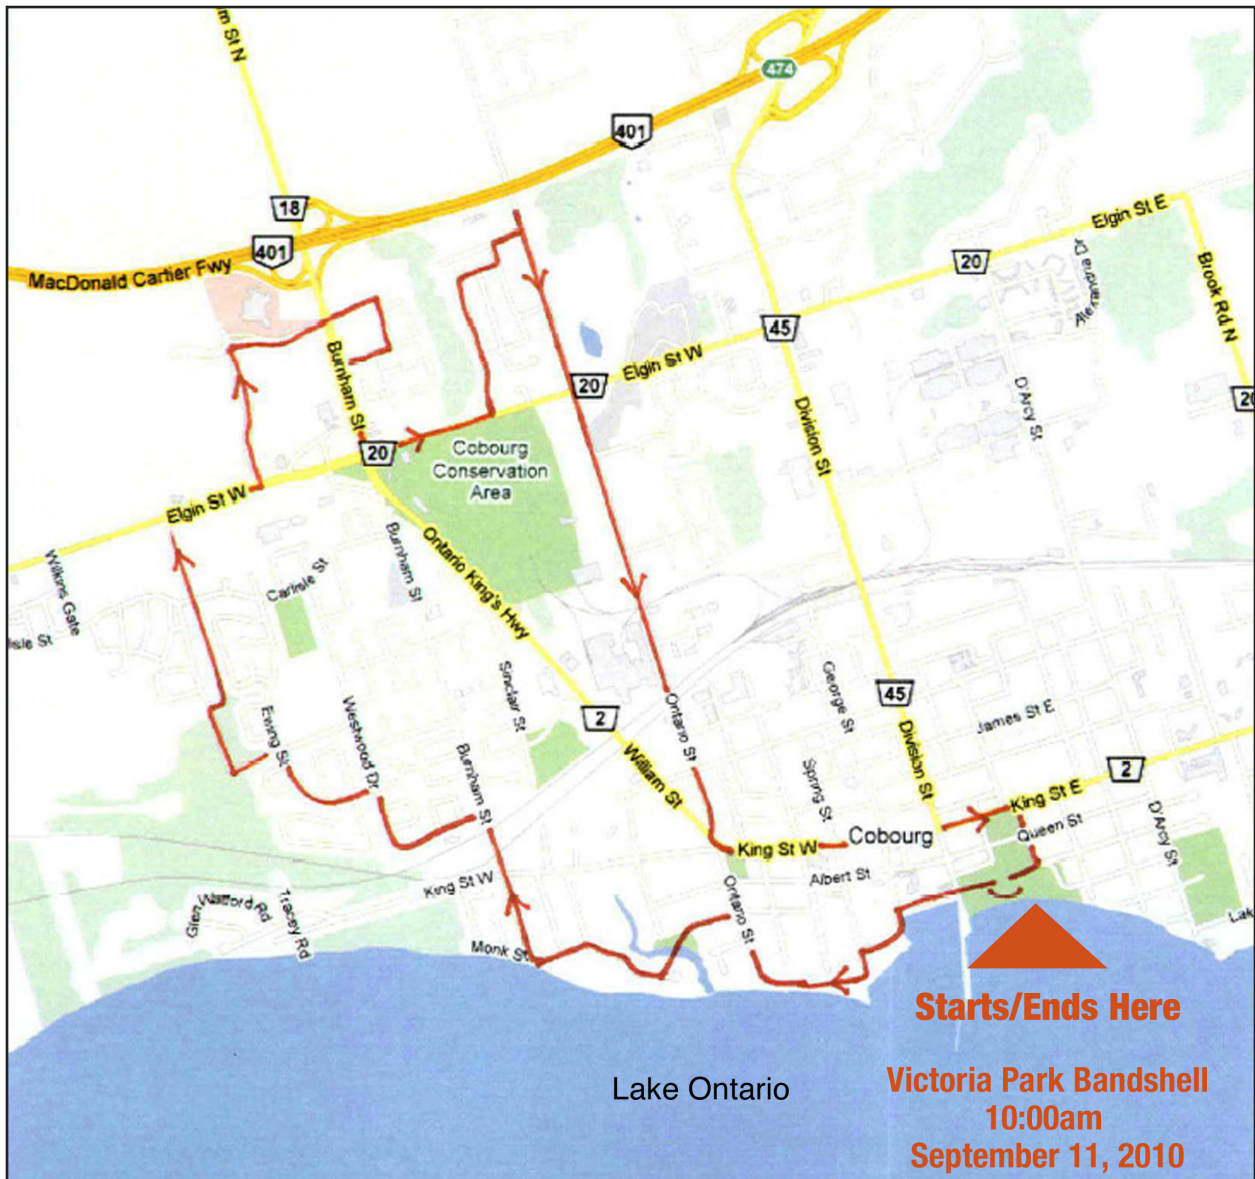 m St N
474
401
18
401
MacDonald Cartier Fwy
Elgin St E
20
Alexandria Dr
Brook Rd N
45
Burnham St
Elgin St W
20
20
D'Arcy St
Division St
20
Cobourg
Conservation
Area
Elgin St W
Wilkins Gate
lisle St
Carlisle St
Burnham St
Ontario King's Hwy
Sinclair St
2
Ontario St
George St
45
James St E
Ewing St
Westwood Dr
Burnham St
William St
Spring St
Division St
2
King St E
Queen St
D'Arcy St
King St W
Cobourg
Albert St
King St W
Ontario St
Glen Watford Rd
Tracey Rd
Monk St
Lak
Starts/Ends Here
Lake Ontario
Victoria Park Bandshell
10:00am
September 11, 2010